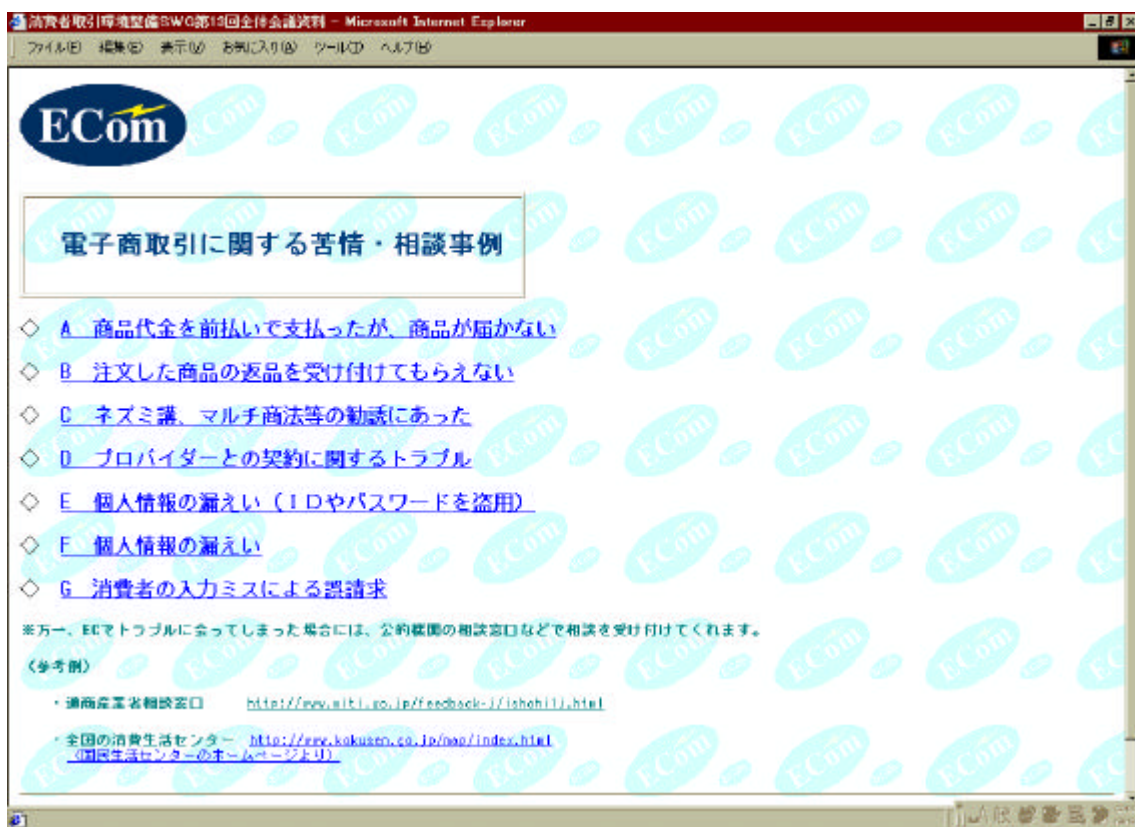 消費者取引環境整備SWG第13回全体会議資料 - Microsoft Internet Explorer
ファイル(F) 編集(E) 表示(V) お気に入り(A) ツール(T) ヘルプ(H)
ECom
電子商取引に関する苦情・相談事例
◇ A 商品代金を前払いで支払ったが、商品が届かない
◇ B 注文した商品の返品を受け付けてもらえない
◇ C ネズミ講、マルチ商法等の勧誘にあった
◇ D プロバイダーとの契約に関するトラブル
◇ E 個人情報の漏えい（IDやパスワードを盗用）
◇ F 個人情報の漏えい
◇ G 消費者の入力ミスによる誤請求
※万一、ECでトラブルに会ってしまった場合には、公的機関の相談窓口などで相談を受け付けてくれます。
（参考例）
・通商産業省相談窓口
・全国の消費生活センター http://www.kokusen.go.jp/map/index.html
（国民生活センターのホームページより）